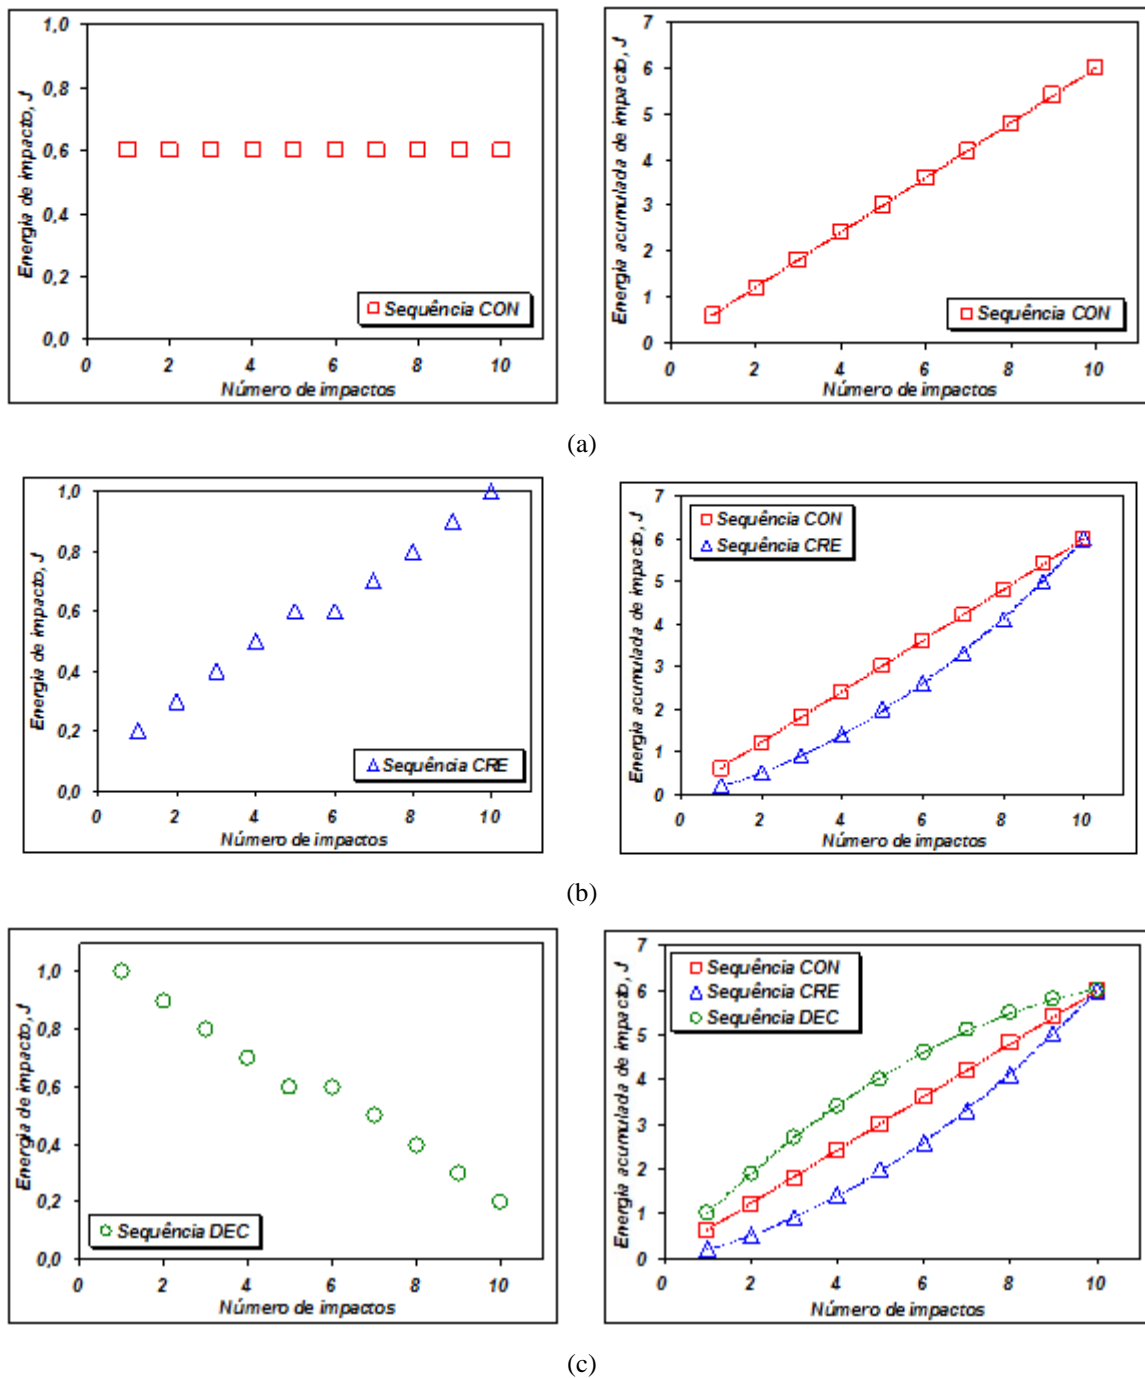 1,0
0,8
0,6
0,4
0,2
0,0
Energia de impacto, J
0 2 4 6 8 10
Número de impactos
Sequência CON
7
6
5
4
3
2
1
0
Energia acumulada de impacto, J
0 2 4 6 8 10
Número de impactos
Sequência CON
(a)
1,0
0,8
0,6
0,4
0,2
0,0
Energia de impacto, J
0 2 4 6 8 10
Número de impactos
Sequência CRE
7
6
5
4
3
2
1
0
Energia acumulada de impacto, J
0 2 4 6 8 10
Número de impactos
Sequência CON
Sequência CRE
(b)
1,0
0,8
0,6
0,4
0,2
0,0
Energia de impacto, J
0 2 4 6 8 10
Número de impactos
Sequência DEC
7
6
5
4
3
2
1
0
Energia acumulada de impacto, J
0 2 4 6 8 10
Número de impactos
Sequência CON
Sequência CRE
Sequência DEC
(c)